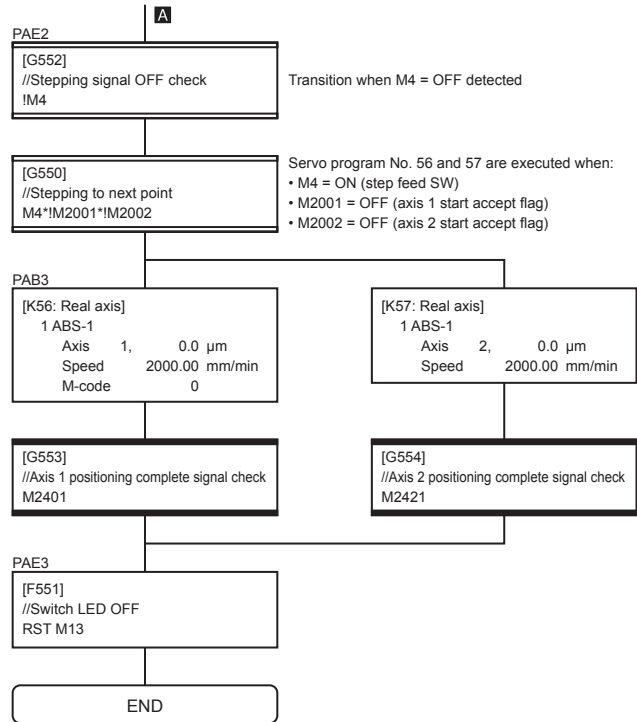 A
PAE2
[G552]
//Stepping signal OFF check
!M4
Transition when M4 = OFF detected
[G550]
//Stepping to next point
M4*!M2001*!M2002
Servo program No. 56 and 57 are executed when:
• M4 = ON (step feed SW)
• M2001 = OFF (axis 1 start accept flag)
• M2002 = OFF (axis 2 start accept flag)
PAB3
[K56: Real axis]
1 ABS-1
Axis 1, 0.0 µm
Speed 2000.00 mm/min
M-code 0
[K57: Real axis]
1 ABS-1
Axis 2, 0.0 µm
Speed 2000.00 mm/min
[G553]
//Axis 1 positioning complete signal check
M2401
[G554]
//Axis 2 positioning complete signal check
M2421
PAE3
[F551]
//Switch LED OFF
RST M13
END